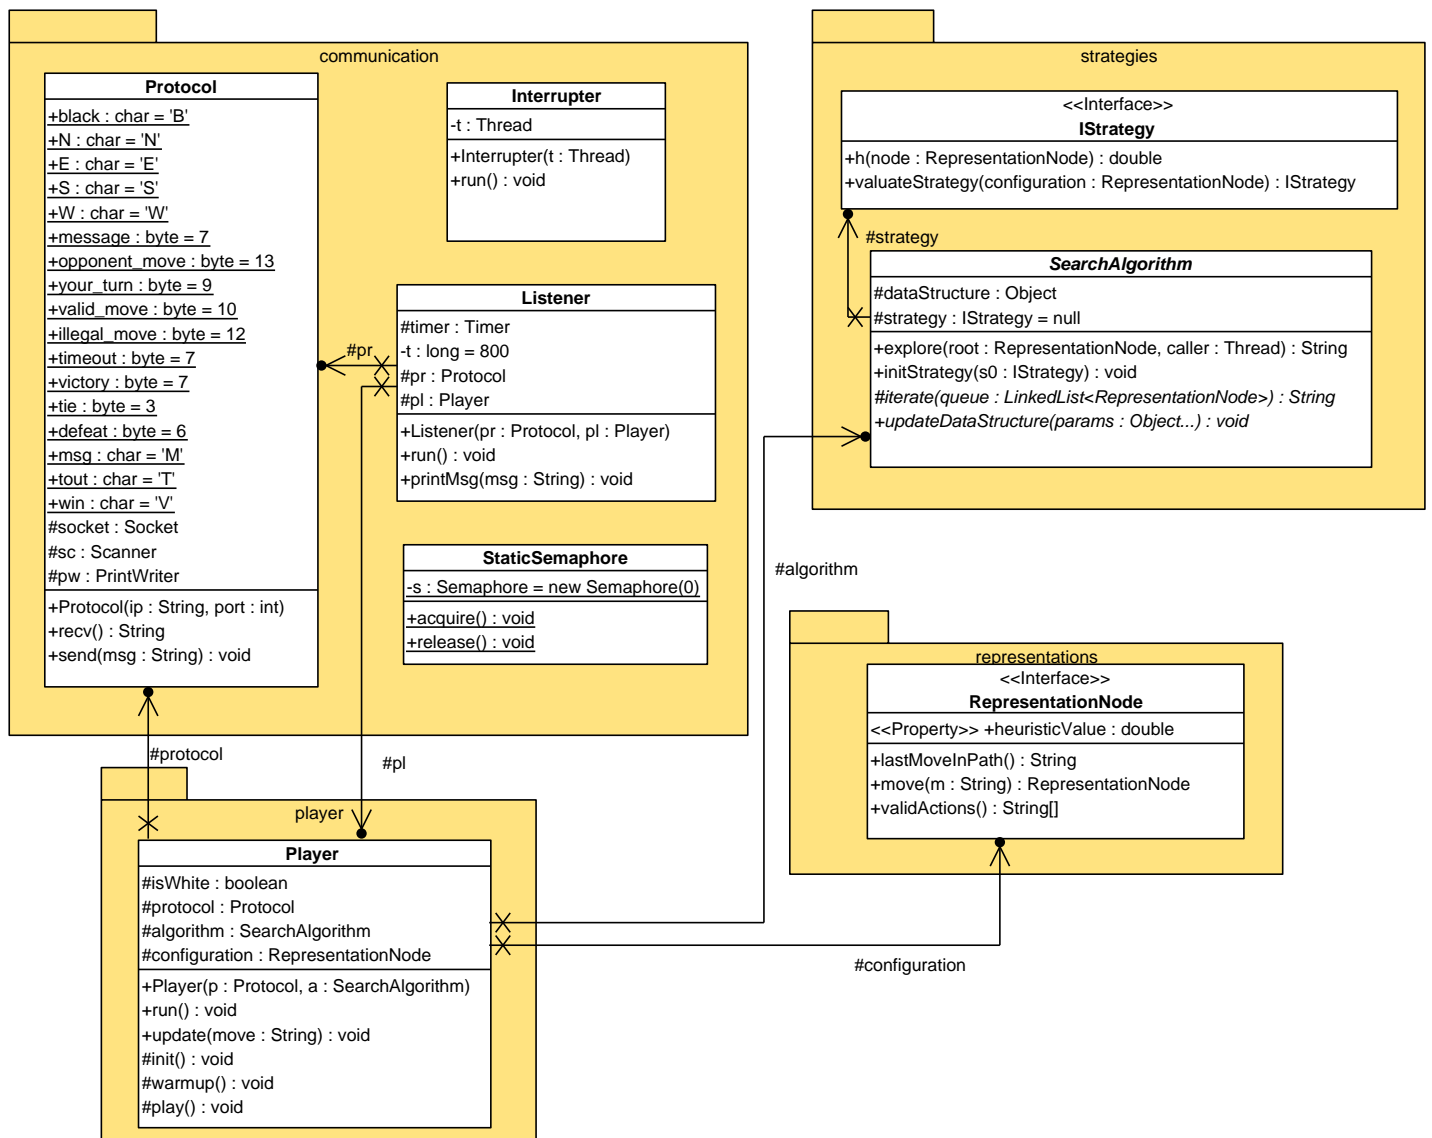 communication
Protocol
+black : char = 'B'
+N : char = 'N'
+E : char = 'E'
+S : char = 'S'
+W : char = 'W'
+message : byte = 7
+opponent_move : byte = 13
+your_turn : byte = 9
+valid_move : byte = 10
+illegal_move : byte = 12
+timeout : byte = 7
+victory : byte = 7
+tie : byte = 3
+defeat : byte = 6
+msg : char = 'M'
+tout : char = 'T'
+win : char = 'V'
#socket : Socket
#sc : Scanner
#pw : PrintWriter
+Protocol(ip : String, port : int)
+recv() : String
+send(msg : String) : void
Interrupter
-t : Thread
+Interrupter(t : Thread)
+run() : void
#pr
Listener
#timer : Timer
-t : long = 800
#pr : Protocol
#pl : Player
+Listener(pr : Protocol, pl : Player)
+run() : void
+printMsg(msg : String) : void
StaticSemaphore
-s : Semaphore = new Semaphore(0)
+acquire() : void
+release() : void
strategies
<<Interface>>
IStrategy
+h(node : RepresentationNode) : double
+valuateStrategy(configuration : RepresentationNode) : IStrategy
#strategy
SearchAlgorithm
#dataStructure : Object
#strategy : IStrategy = null
+explore(root : RepresentationNode, caller : Thread) : String
+initStrategy(s0 : IStrategy) : void
#iterate(queue : LinkedList<RepresentationNode>) : String
+updateDataStructure(params : Object...) : void
#algorithm
representations
<<Interface>>
RepresentationNode
<<Property>> +heuristicValue : double
+lastMoveInPath() : String
+move(m : String) : RepresentationNode
+validActions() : String[]
#protocol
#pl
player
Player
#isWhite : boolean
#protocol : Protocol
#algorithm : SearchAlgorithm
#configuration : RepresentationNode
+Player(p : Protocol, a : SearchAlgorithm)
+run() : void
+update(move : String) : void
#init() : void
#warmup() : void
#play() : void
#configuration